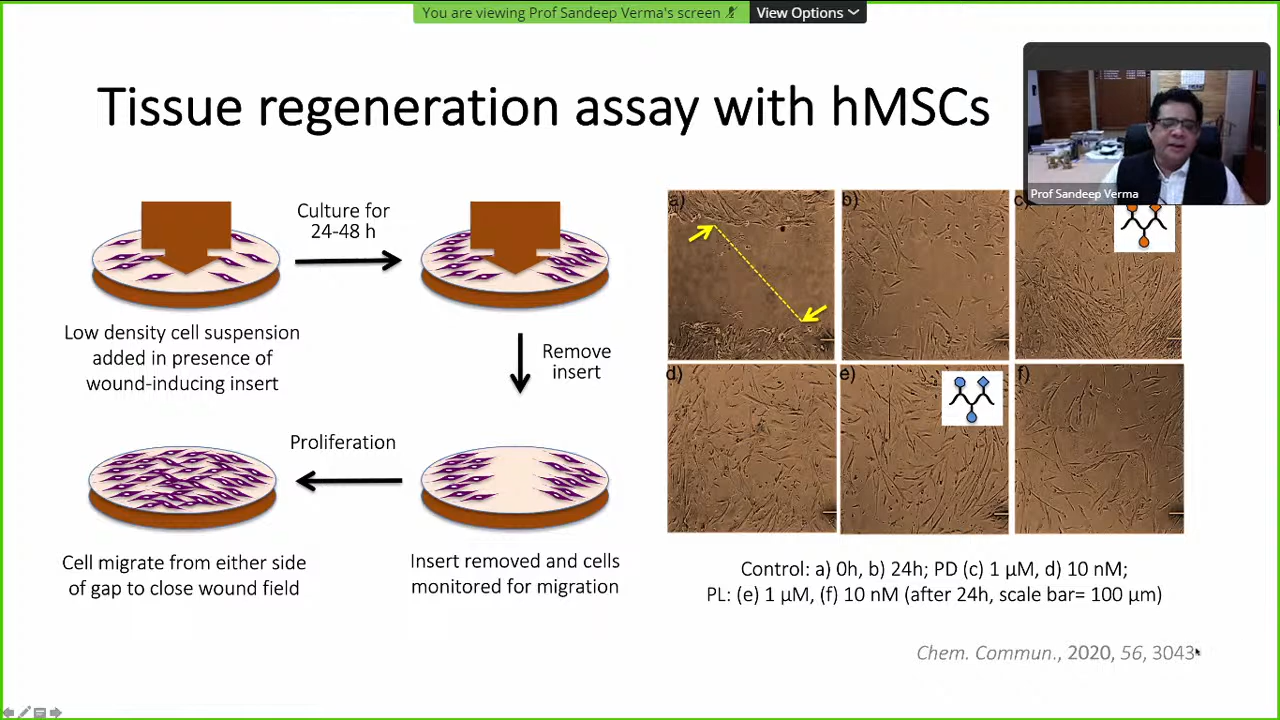 You are viewing Prof Sandeep Verma's screen
View Options
Tissue regeneration assay with hMSCs
Prof Sandeep Verma
Culture for
24-48 h
Low density cell suspension
added in presence of
wound-inducing insert
Remove
insert
Proliferation
Cell migrate from either side
of gap to close wound field
Insert removed and cells
monitored for migration
a)
b)
c)
d)
e)
f)
Control: a) 0h, b) 24h; PD (c) 1 µM, d) 10 nM;
PL: (e) 1 µM, (f) 10 nM (after 24h, scale bar= 100 µm)
Chem. Commun., 2020, 56, 3043